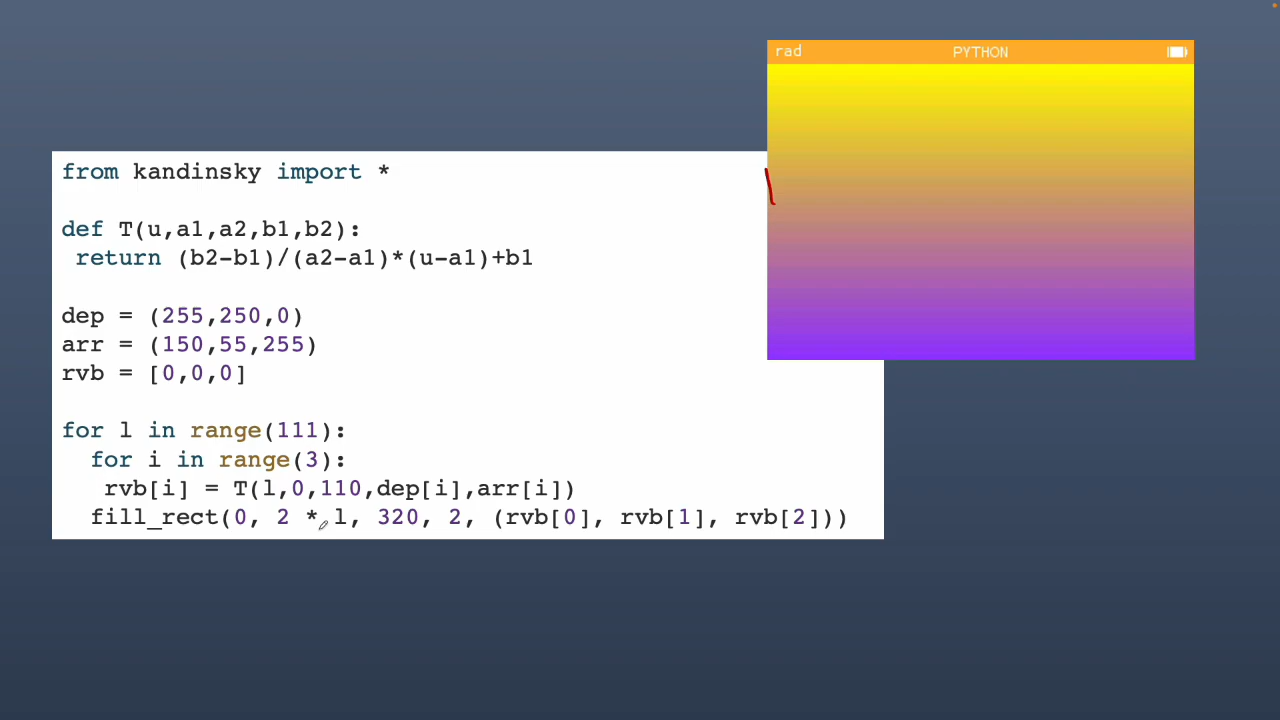 rad PYTHON
from kandinsky import *
def T(u,a1,a2,b1,b2):
return (b2-b1)/(a2-a1)*(u-a1)+b1
dep = (255,250,0)
arr = (150,55,255)
rvb = [0,0,0]
for l in range(111):
for i in range(3):
rvb[i] = T(l,0,110,dep[i],arr[i])
fill_rect(0, 2 * l, 320, 2, (rvb[0], rvb[1], rvb[2]))